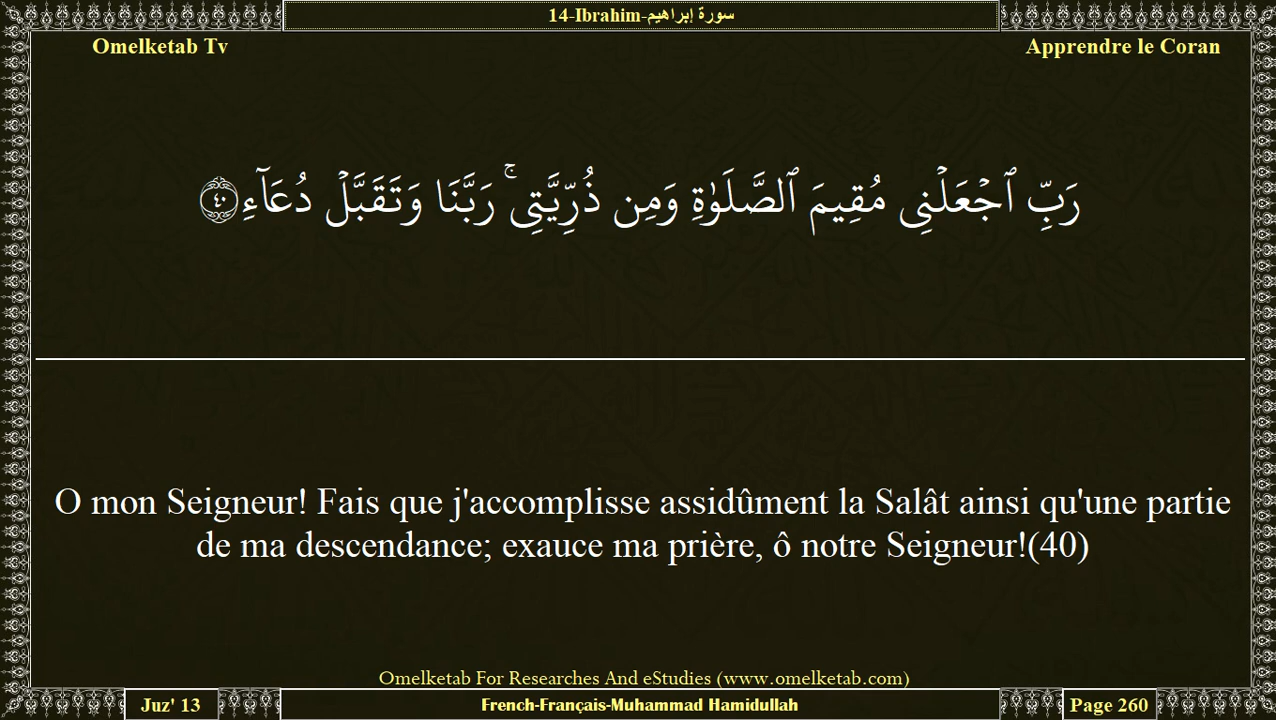 14-Ibrahim-سورة إبراهيم
Omelketab Tv
Apprendre le Coran
رَبِّ ٱجْعَلْنِى مُقِيمَ ٱلصَّلَوٰةِ وَمِن ذُرِّيَّتِى ۚ رَبَّنَا وَتَقَبَّلْ دُعَآءِ ٤٠
O mon Seigneur! Fais que j'accomplisse assidûment la Salât ainsi qu'une partie
de ma descendance; exauce ma prière, ô notre Seigneur!(40)
Omelketab For Researches And eStudies (www.omelketab.com)
Juz' 13
French-Français-Muhammad Hamidullah
Page 260